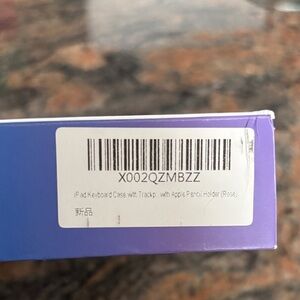 X002QZMBZZ
iPad Keyboard Case with Trackp... with Apple Pencil Holder (Rose)
新品